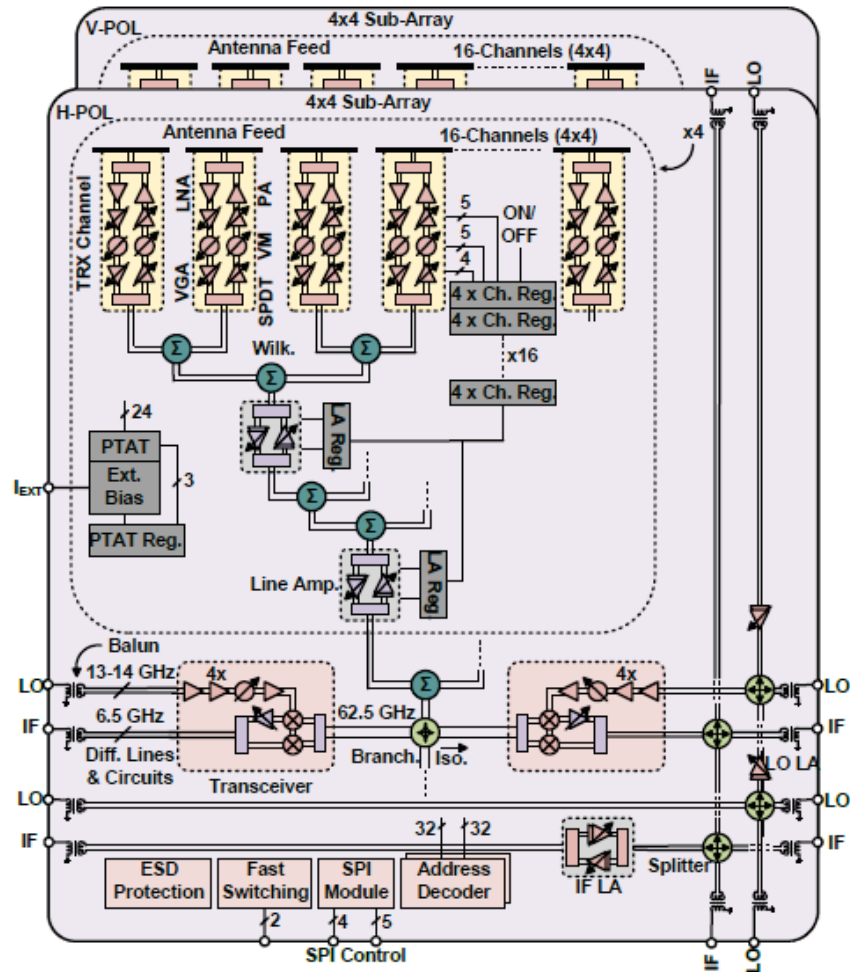 4x4 Sub-Array
V-POL
Antenna Feed
16-Channels (4x4)
IF
LO
4x4 Sub-Array
H-POL
Antenna Feed
16-Channels (4x4)
x4
TRX Channel
LNA
PA
VGA
VM
SPDT
5
5
4
ON/
OFF
4 x Ch. Reg.
4 x Ch. Reg.
x16
4 x Ch. Reg.
Σ
Σ
Wilk.
Σ
LA Reg
24
PTAT
Ext.
Bias
3
PTAT Reg.
IEXT
Σ
Σ
Line Amp.
LA Reg
Balun
LO
13-14 GHz
4x
Σ
4x
LO
IF
6.5 GHz
62.5 GHz
IF
Diff. Lines
& Circuits
Transceiver
Branch.
Iso.
LO LA
LO
LO
IF
32
32
Splitter
IF
ESD
Protection
Fast
Switching
SPI
Module
Address
Decoder
IF LA
2
4
5
SPI Control
IF
LO